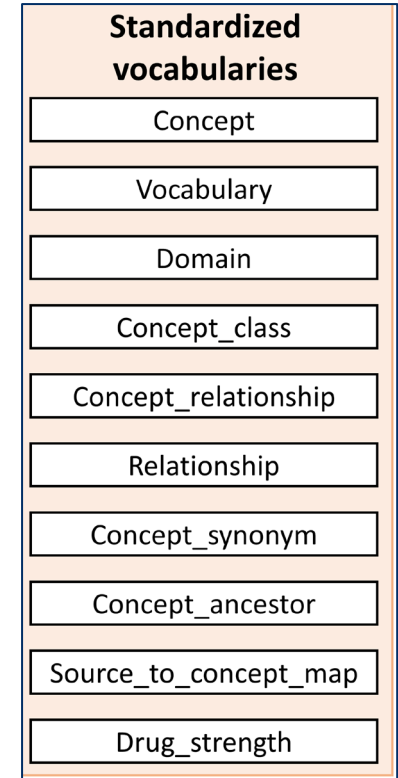 Standardized
vocabularies
Concept
Vocabulary
Domain
Concept_class
Concept_relationship
Relationship
Concept_synonym
Concept_ancestor
Source_to_concept_map
Drug_strength